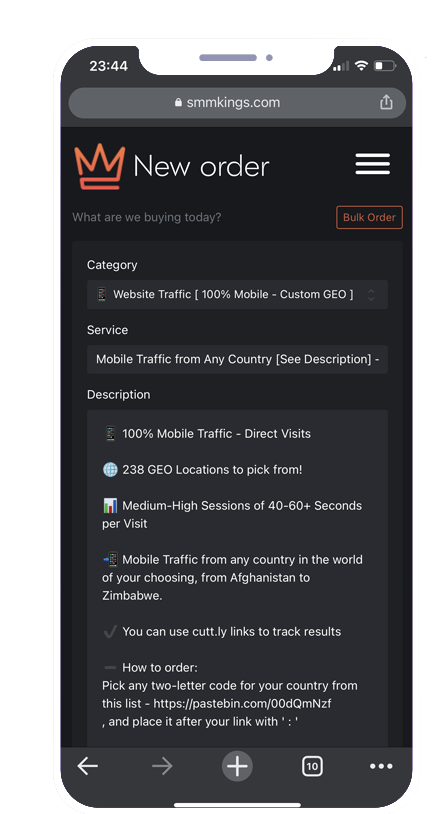 23:44
smmkings.com
New order
What are we buying today?
Bulk Order
Category
Website Traffic [ 100% Mobile - Custom GEO ]
Service
Mobile Traffic from Any Country [See Description] -
Description
100% Mobile Traffic - Direct Visits
238 GEO Locations to pick from!
Medium-High Sessions of 40-60+ Seconds
per Visit
Mobile Traffic from any country in the world
of your choosing, from Afghanistan to
Zimbabwe.
You can use cutt.ly links to track results
How to order:
Pick any two-letter code for your country from
this list - https://pastebin.com/00dQmNzf
, and place it after your link with ' : '
10